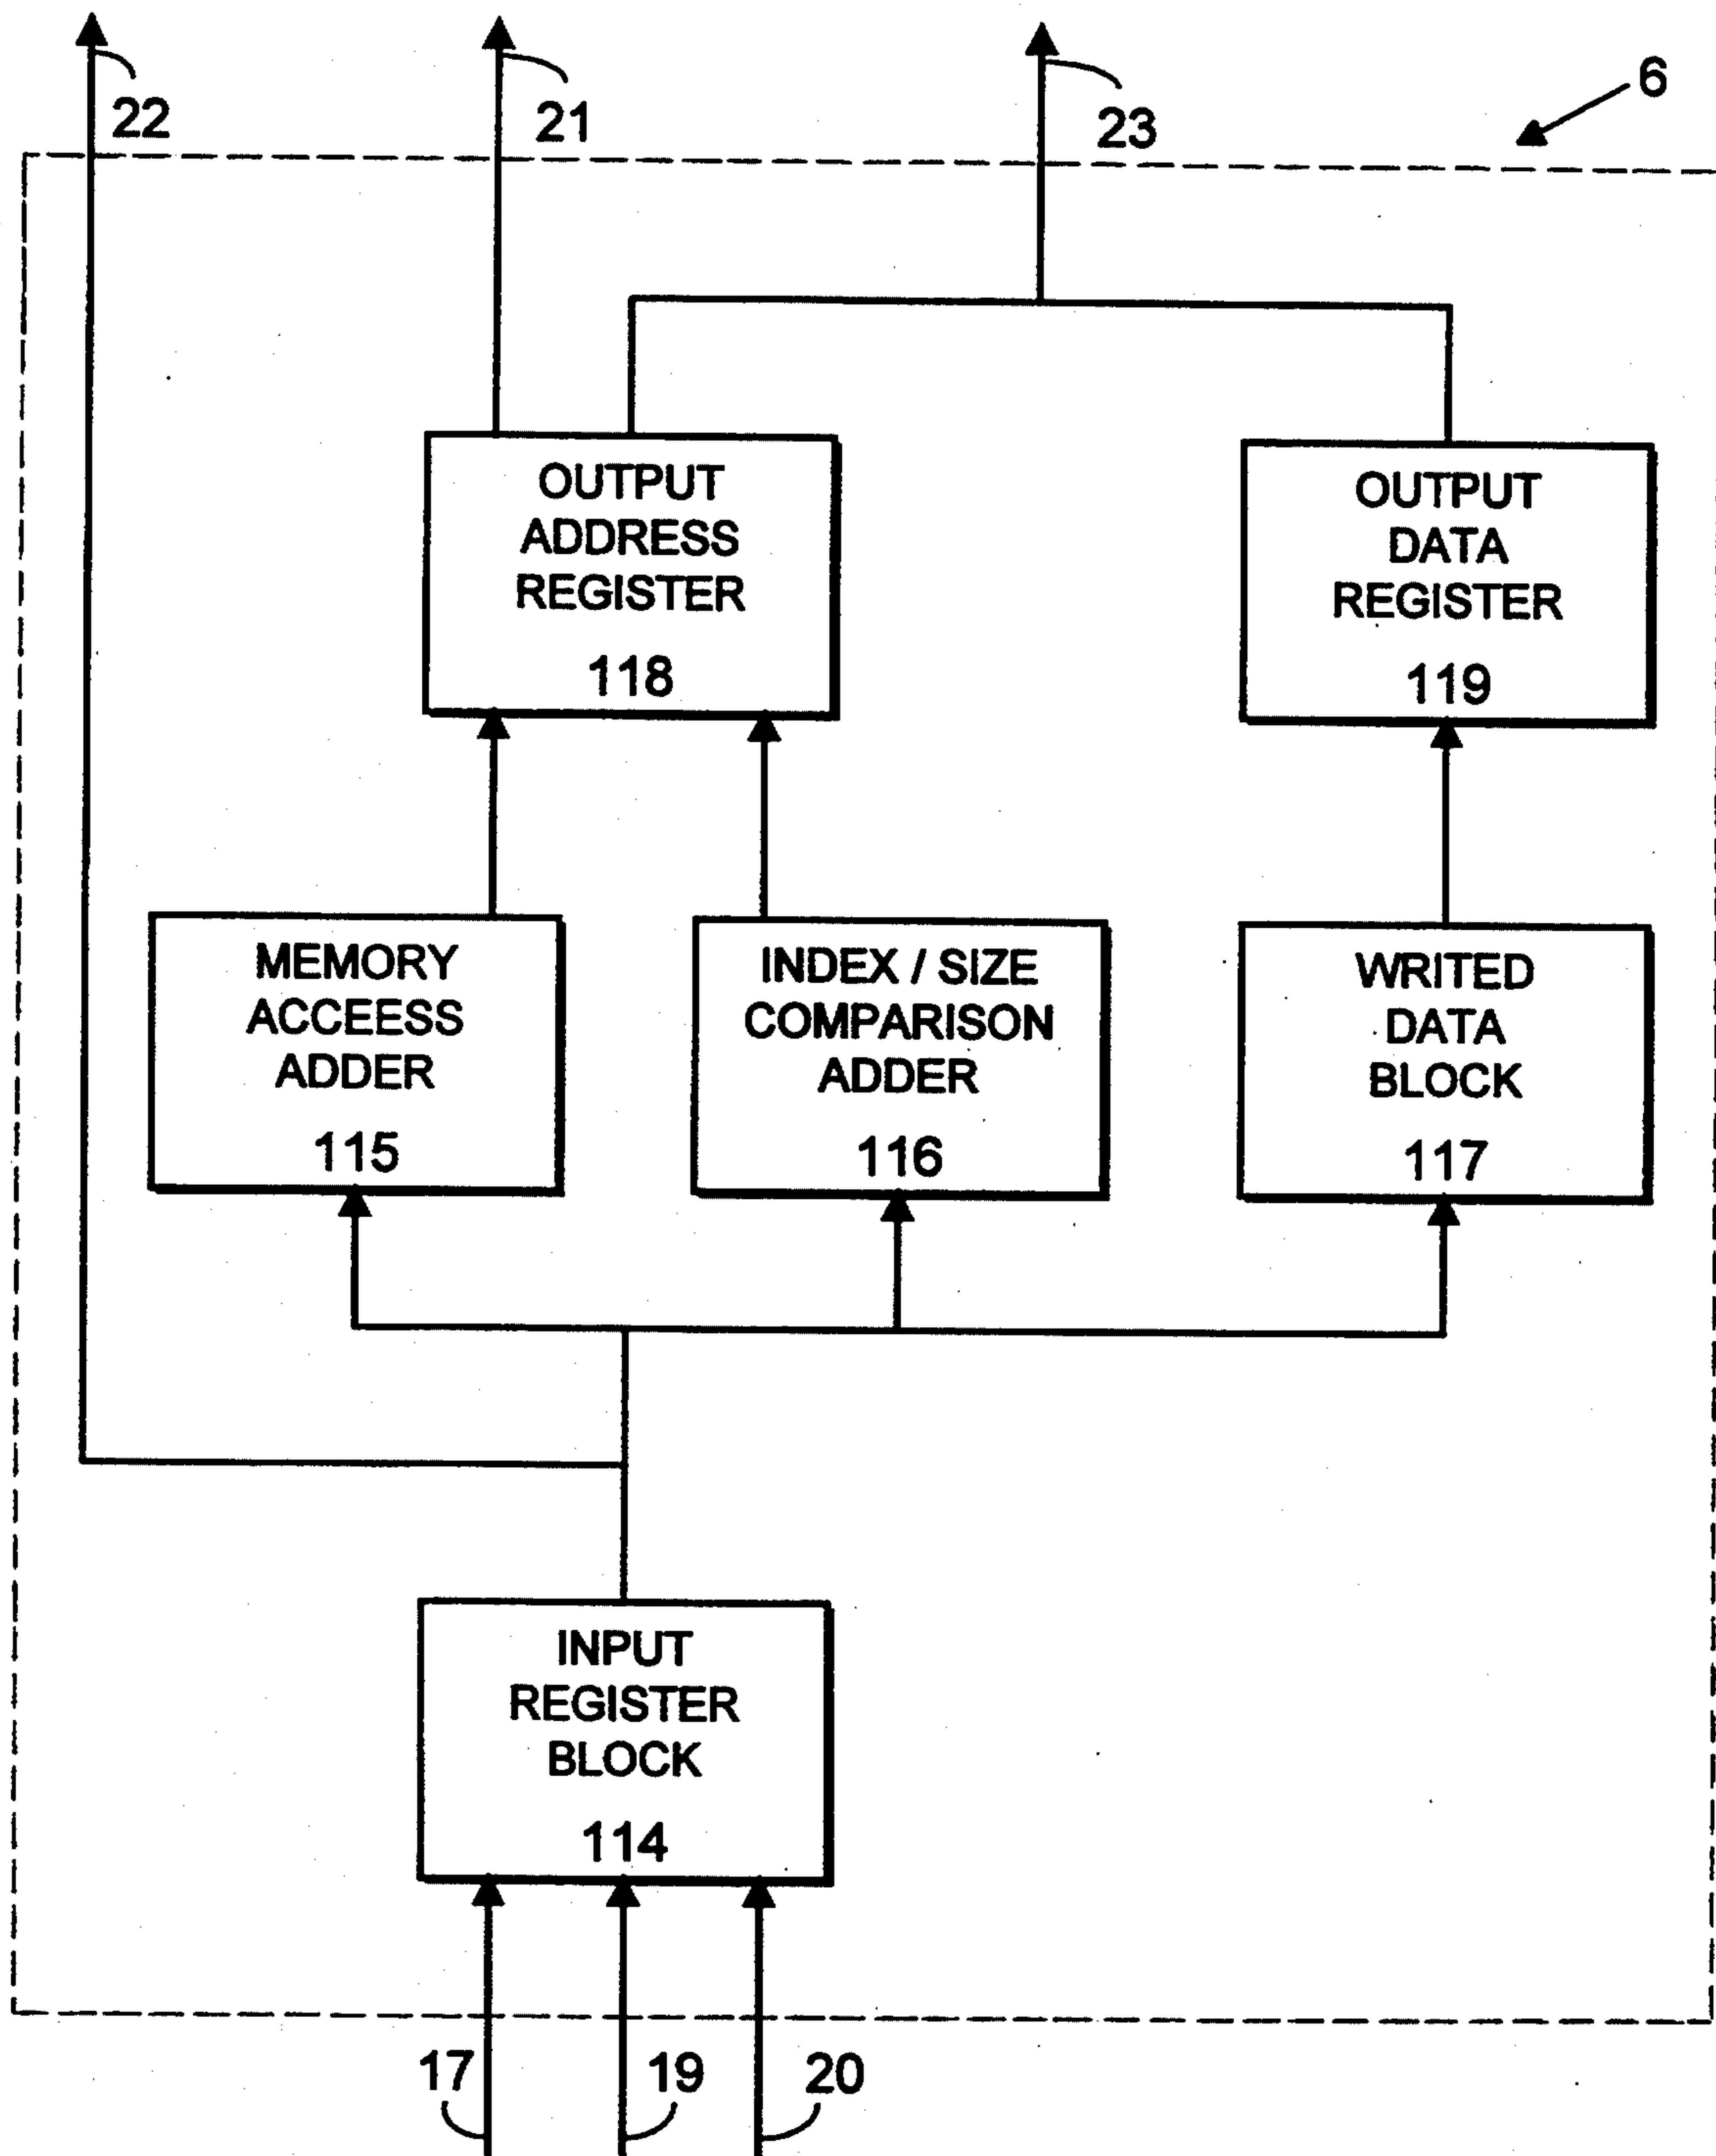 22
21
23
6
OUTPUT
ADDRESS
REGISTER
118
OUTPUT
DATA
REGISTER
119
MEMORY
ACCEESS
ADDER
115
INDEX / SIZE
COMPARISON
ADDER
116
WRITED
DATA
BLOCK
117
INPUT
REGISTER
BLOCK
114
17
19
20